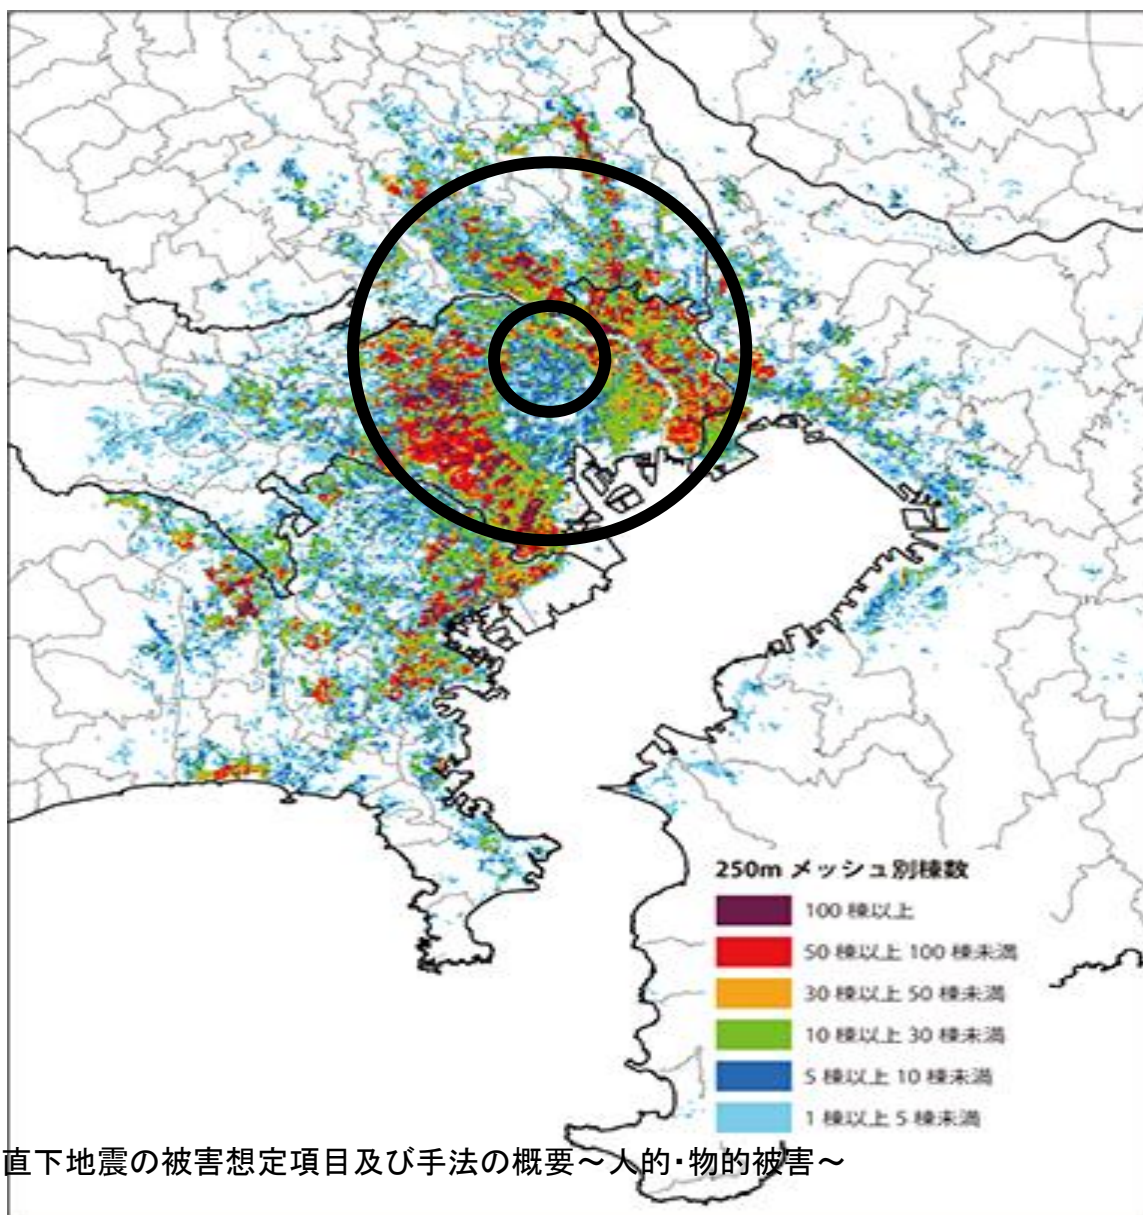 250m メッシュ別棟数
100 棟以上
50 棟以上 100 棟未満
30 棟以上 50 棟未満
10 棟以上 30 棟未満
5 棟以上 10 棟未満
1 棟以上 5 棟未満
直下地震の被害想定項目及び手法の概要～人的・物的被害～